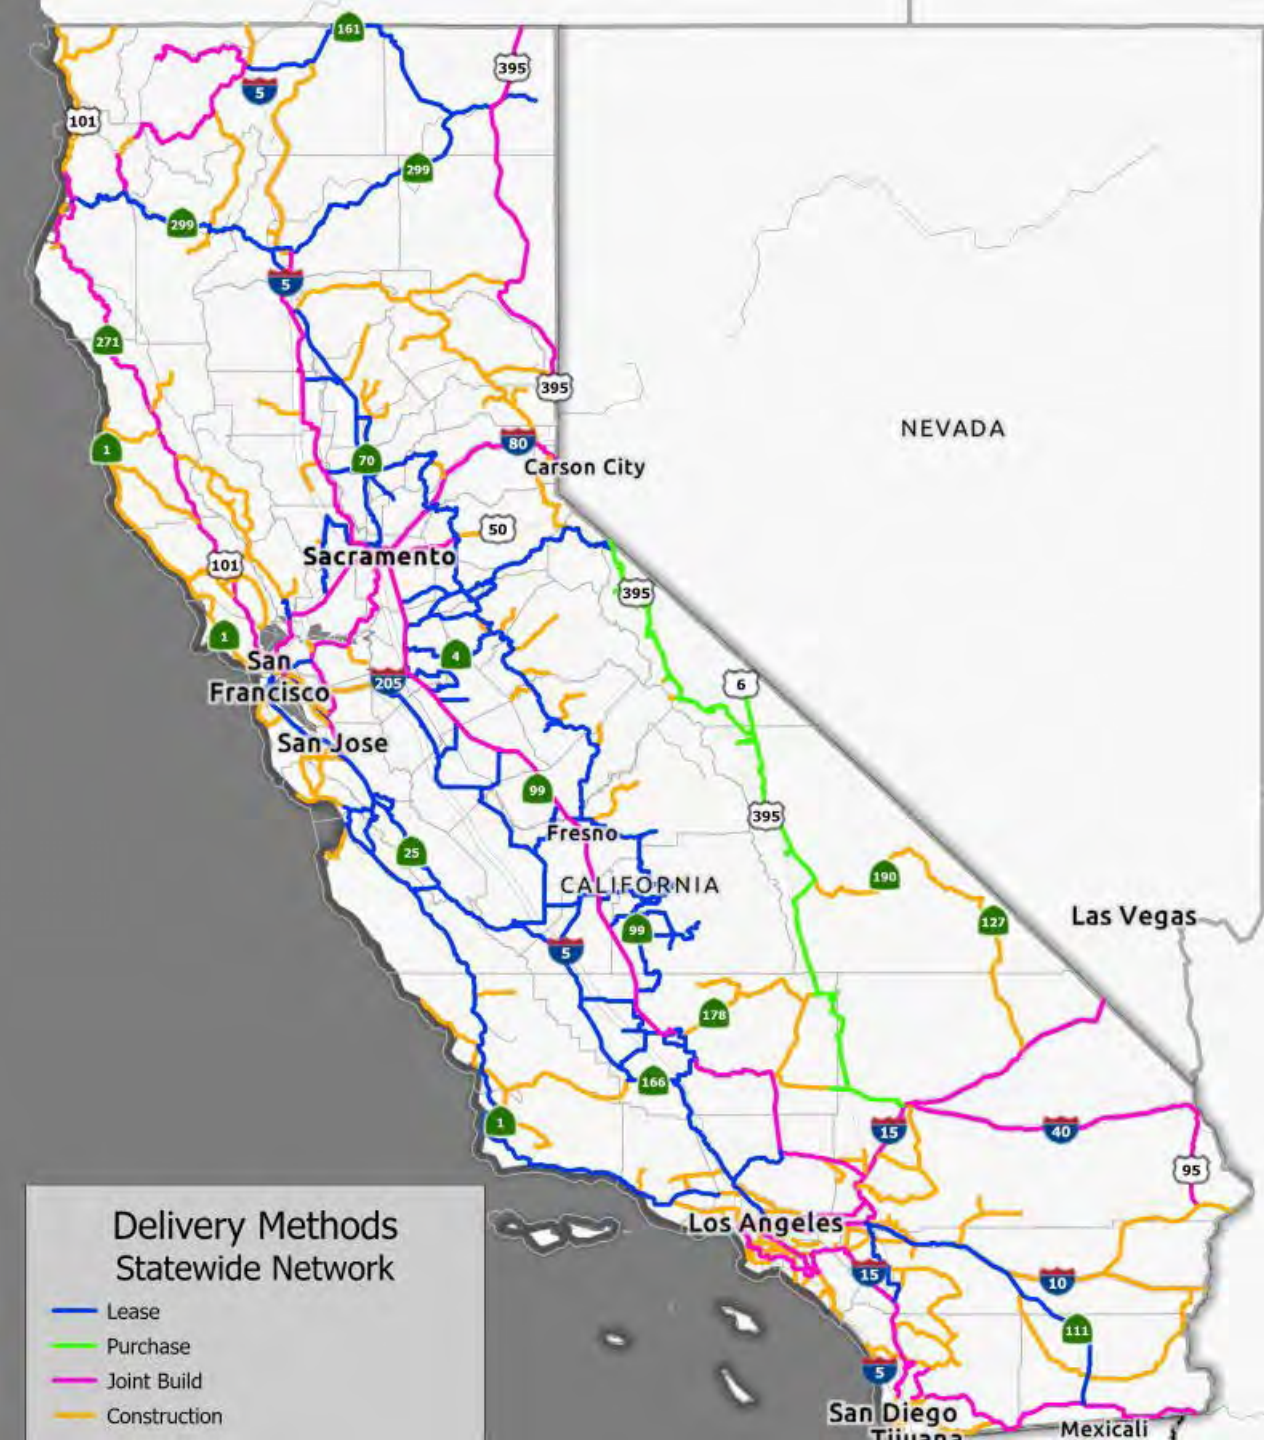 161
395
5
101
299
299
5
271
395
NEVADA
1
80
70
Carson City
50
Sacramento
101
395
1
4
San
Francisco
205
6
San Jose
99
395
Fresno
25
190
CALIFORNIA
Las Vegas
127
99
5
178
166
1
15
40
95
Los Angeles
15
10
111
5
San Diego
Tijuana
Mexicali
Delivery Methods
Statewide Network
Lease
Purchase
Joint Build
Construction